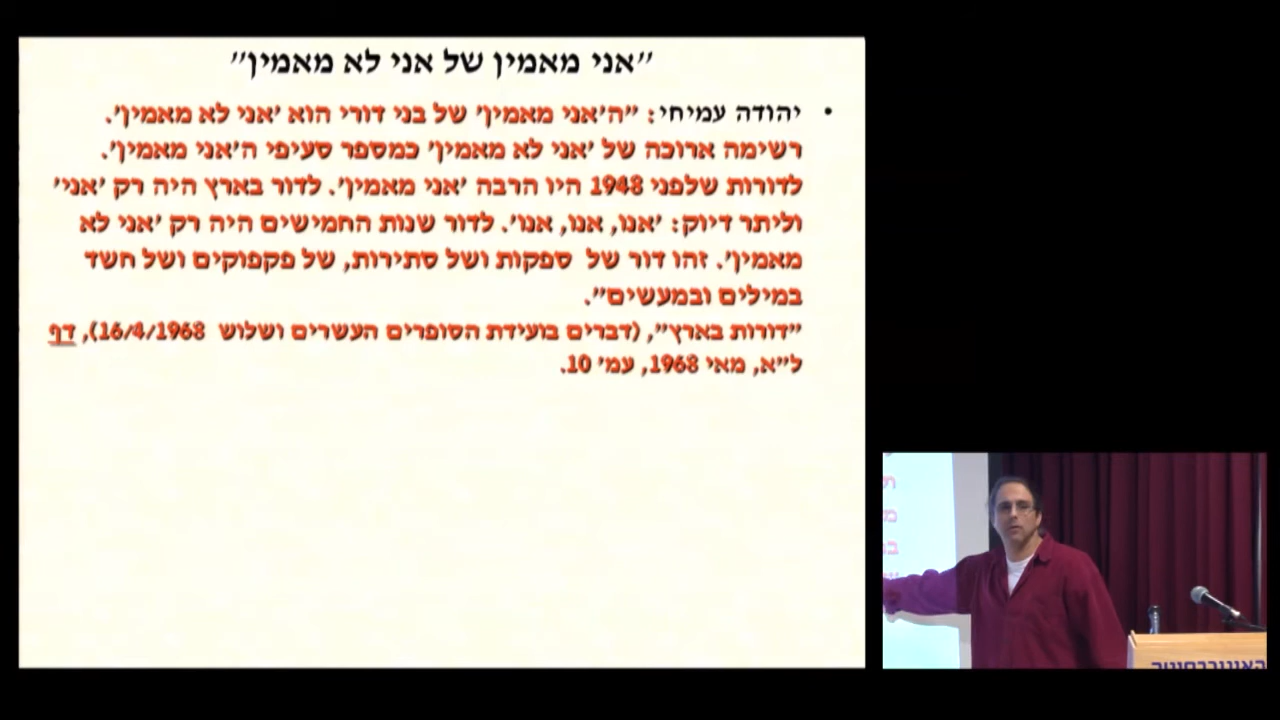 "אני מאמין של אני לא מאמין"
• יהודה עמיחי: "ה'אני מאמין' של בני דורי הוא 'אני לא מאמין'.
רשימה ארוכה של 'אני לא מאמין' כמספר סעיפי ה'אני מאמין'.
לדורות שלפני 1948 היו הרבה 'אני מאמין'. לדור בארץ היה רק 'אני'
וליתר דיוק: 'אנו, אנו, אנו'. לדור שנות החמישים היה רק 'אני לא
מאמין'. זהו דור של ספקות ושל סתירות, של פקפוקים ושל חשד
במילים ובמעשים".
"דורות בארץ", (דברים בועידת הסופרים העשרים ושלוש 16/4/1968), דף
ל"א, מאי 1968, עמ' 10.
האוניברסיטה